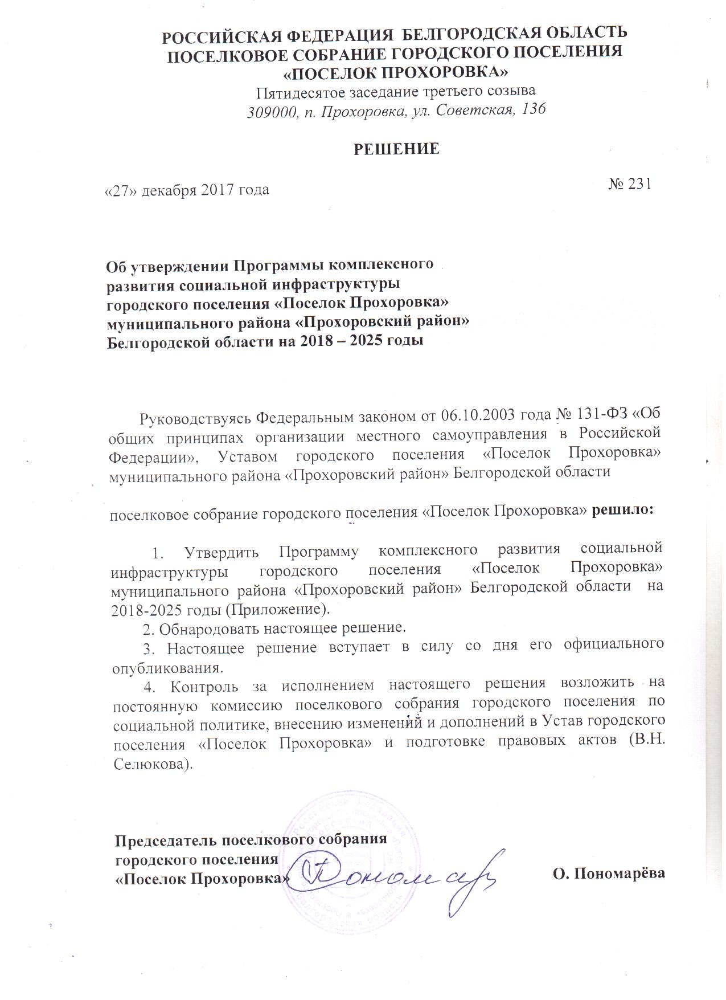 РОССИЙСКАЯ ФЕДЕРАЦИЯ БЕЛГОРОДСКАЯ ОБЛАСТЬ
ПОСЕЛКОВОЕ СОБРАНИЕ ГОРОДСКОГО ПОСЕЛЕНИЯ
«ПОСЕЛОК ПРОХОРОВКА»
Пятидесятое заседание третьего созыва
309000, п. Прохоровка, ул. Советская, 136
РЕШЕНИЕ
«27» декабря 2017 года № 231
Об утверждении Программы комплексного
развития социальной инфраструктуры
городского поселения «Поселок Прохоровка»
муниципального района «Прохоровский район»
Белгородской области на 2018 – 2025 годы
Руководствуясь Федеральным законом от 06.10.2003 года № 131-ФЗ «Об
общих принципах организации местного самоуправления в Российской
Федерации», Уставом городского поселения «Поселок Прохоровка»
муниципального района «Прохоровский район» Белгородской области
поселковое собрание городского поселения «Поселок Прохоровка» решило:
1. Утвердить Программу комплексного развития социальной
инфраструктуры городского поселения «Поселок Прохоровка»
муниципального района «Прохоровский район» Белгородской области на
2018-2025 годы (Приложение).
2. Обнародовать настоящее решение.
3. Настоящее решение вступает в силу со дня его официального
опубликования.
4. Контроль за исполнением настоящего решения возложить на
постоянную комиссию поселкового собрания городского поселения по
социальной политике, внесению изменений и дополнений в Устав городского
поселения «Поселок Прохоровка» и подготовке правовых актов (В.Н.
Селюкова).
Российская Федерация
Белгородская область
Председатель поселкового собрания
городского поселения
«Поселок Прохоровка» О. Пономарёва